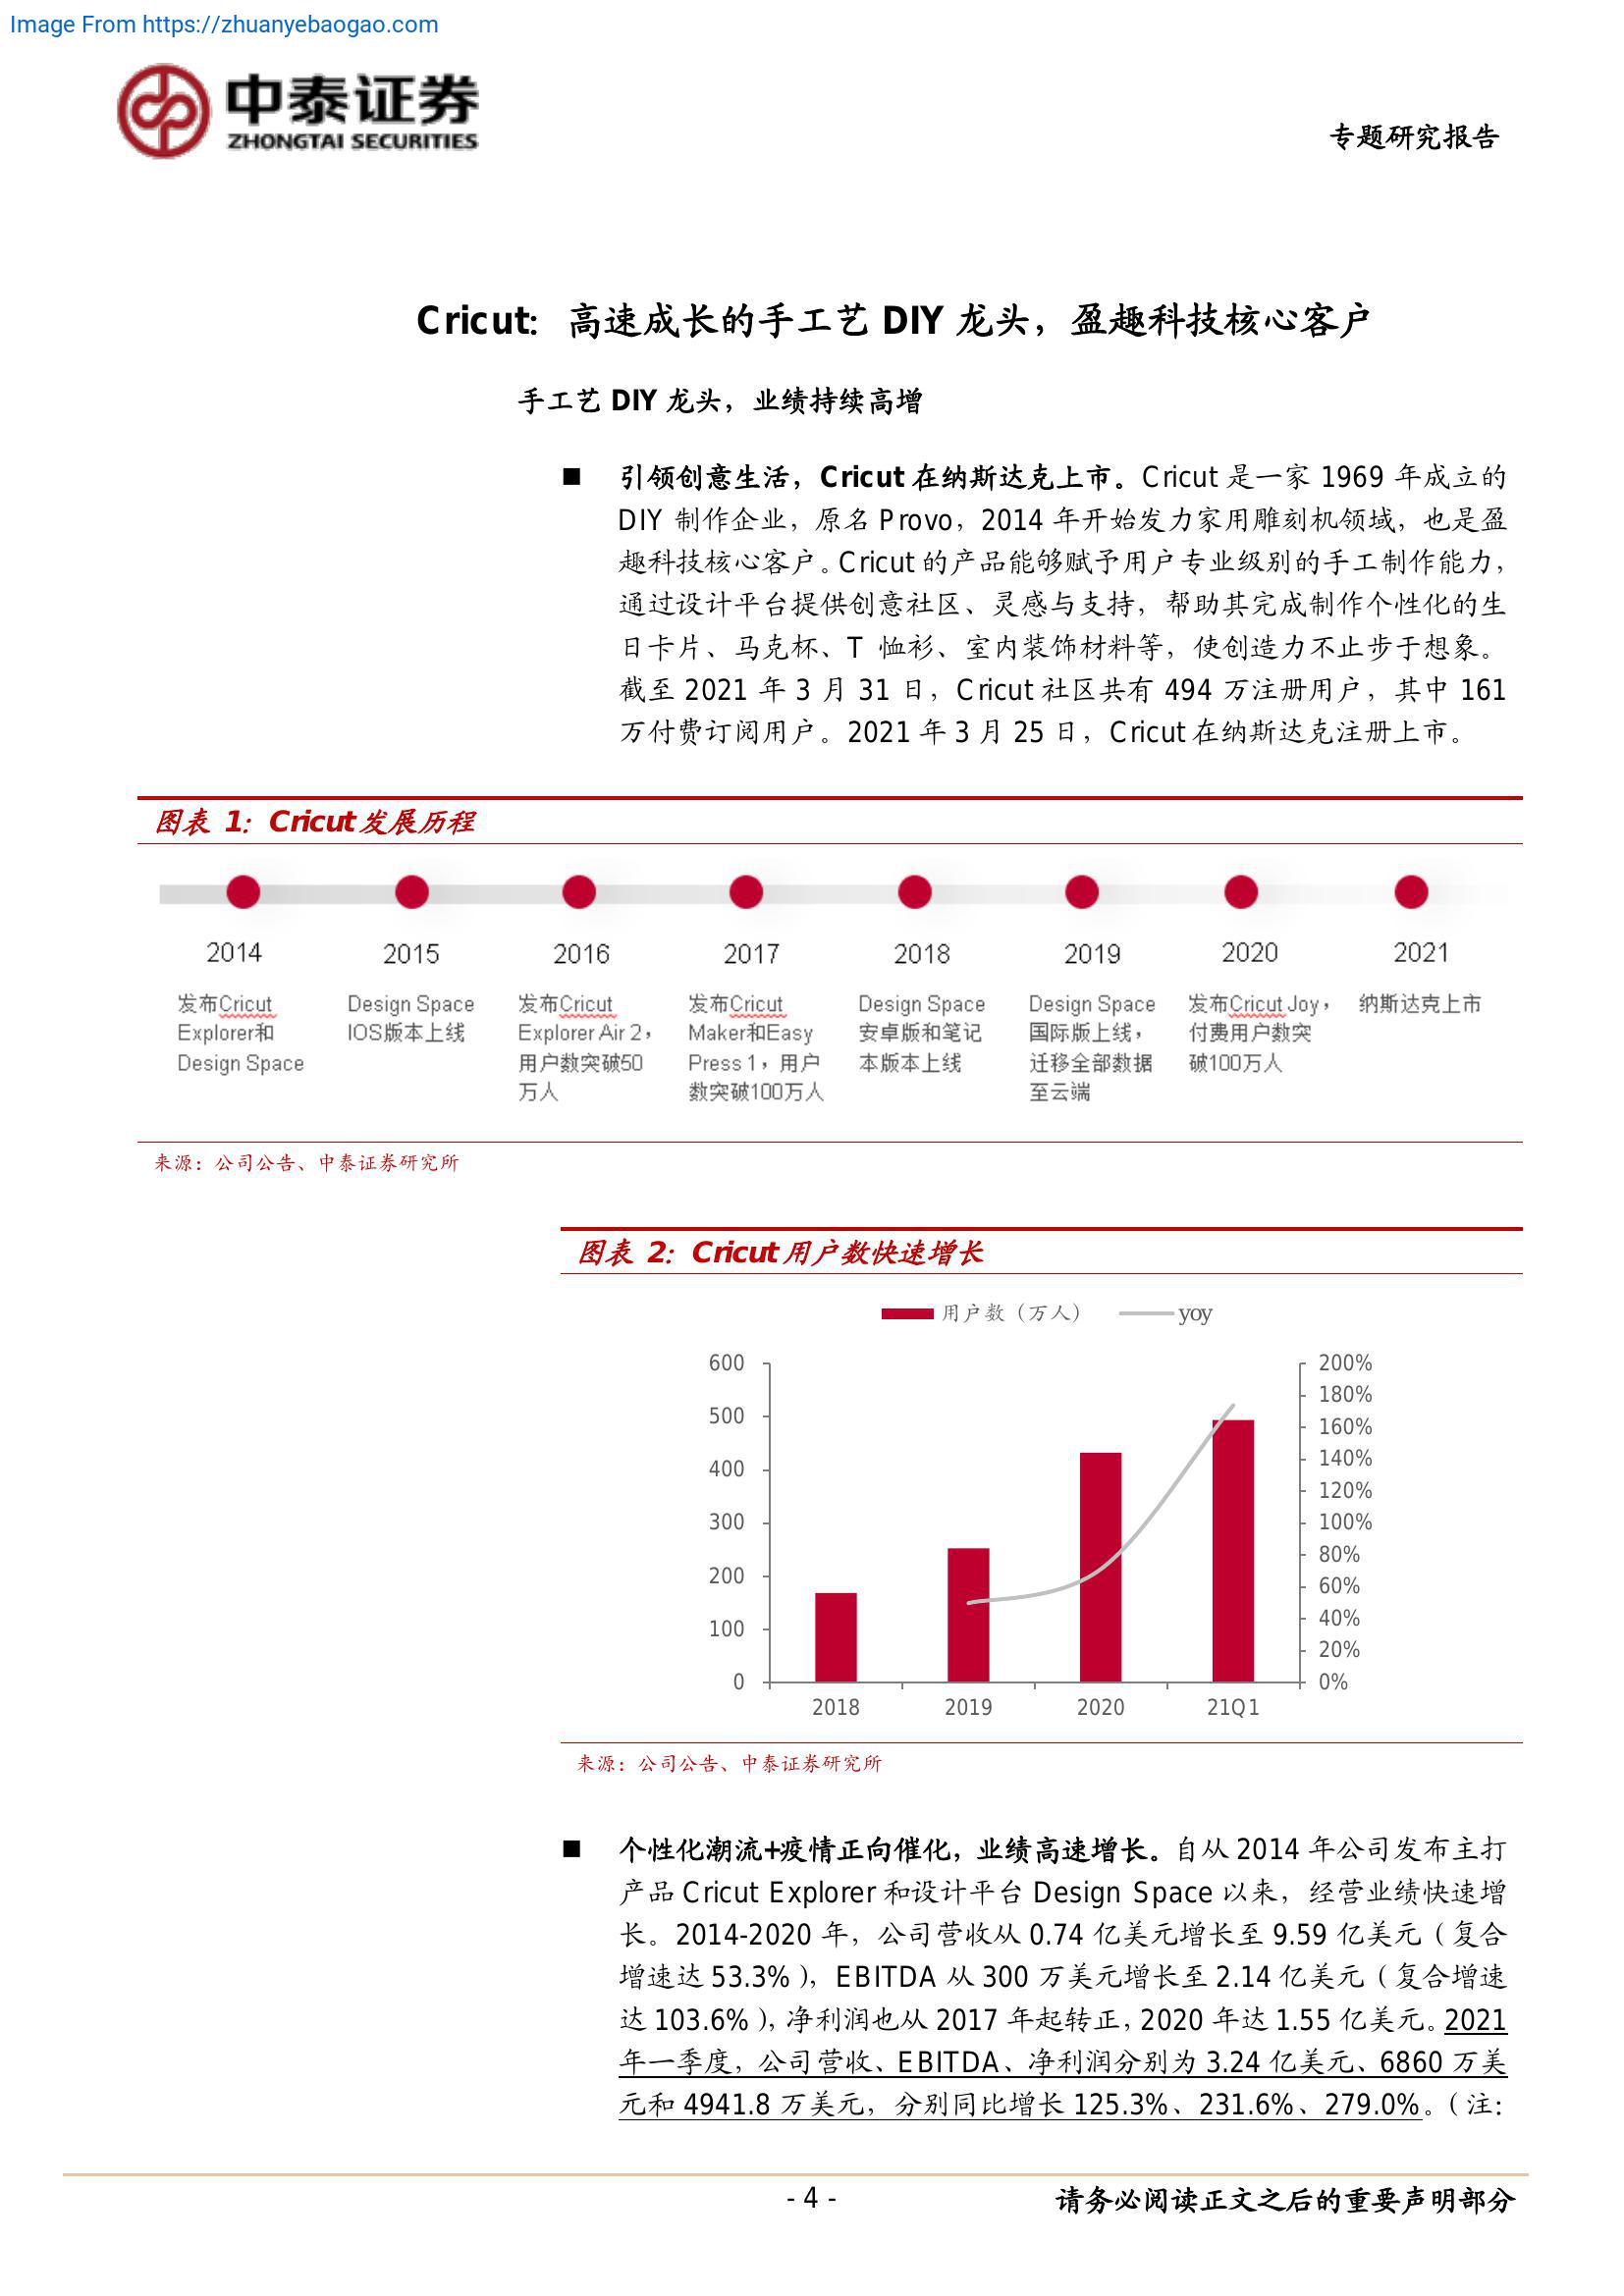 Image From https://zhuanyebaogao.com
中泰证券
ZHONGTAI SECURITIES
专题研究报告
Cricut：高速成长的手工艺 DIY 龙头，盈趣科技核心客户
手工艺 DIY 龙头，业绩持续高增
■ 引领创意生活，Cricut 在纳斯达克上市。Cricut 是一家 1969 年成立的
DIY 制作企业，原名 Provo，2014 年开始发力家用雕刻机领域，也是盈
趣科技核心客户。Cricut 的产品能够赋予用户专业级别的手工制作能力，
通过设计平台提供创意社区、灵感与支持，帮助其完成制作个性化的生
日卡片、马克杯、T 恤衫、室内装饰材料等，使创造力不止步于想象。
截至 2021 年 3 月 31 日，Cricut 社区共有 494 万注册用户，其中 161
万付费订阅用户。2021 年 3 月 25 日，Cricut 在纳斯达克注册上市。
图表 1：Cricut 发展历程
2014 2015 2016 2017 2018 2019 2020 2021
发布Cricut
Explorer和
Design Space
Design Space
IOS版本上线
发布Cricut
Explorer Air 2，
用户数突破50
万人
发布Cricut
Maker和Easy
Press 1，用户
数突破100万人
Design Space
安卓版和笔记
本版本上线
Design Space
国际版上线，
迁移全部数据
至云端
发布Cricut Joy，
付费用户数突
破100万人
纳斯达克上市
来源：公司公告、中泰证券研究所
图表 2：Cricut 用户数快速增长
用户数（万人） yoy
600 200%
180%
500 160%
400 140%
120%
300 100%
80%
200 60%
100 40%
20%
0 0%
2018 2019 2020 21Q1
来源：公司公告、中泰证券研究所
■ 个性化潮流+疫情正向催化，业绩高速增长。自从 2014 年公司发布主打
产品 Cricut Explorer 和设计平台 Design Space 以来，经营业绩快速增
长。2014-2020 年，公司营收从 0.74 亿美元增长至 9.59 亿美元（复合
增速达 53.3%），EBITDA 从 300 万美元增长至 2.14 亿美元（复合增速
达 103.6%），净利润也从 2017 年起转正，2020 年达 1.55 亿美元。2021
年一季度，公司营收、EBITDA、净利润分别为 3.24 亿美元、6860 万美
元和 4941.8 万美元，分别同比增长 125.3%、231.6%、279.0%。（注：
- 4 -
请务必阅读正文之后的重要声明部分